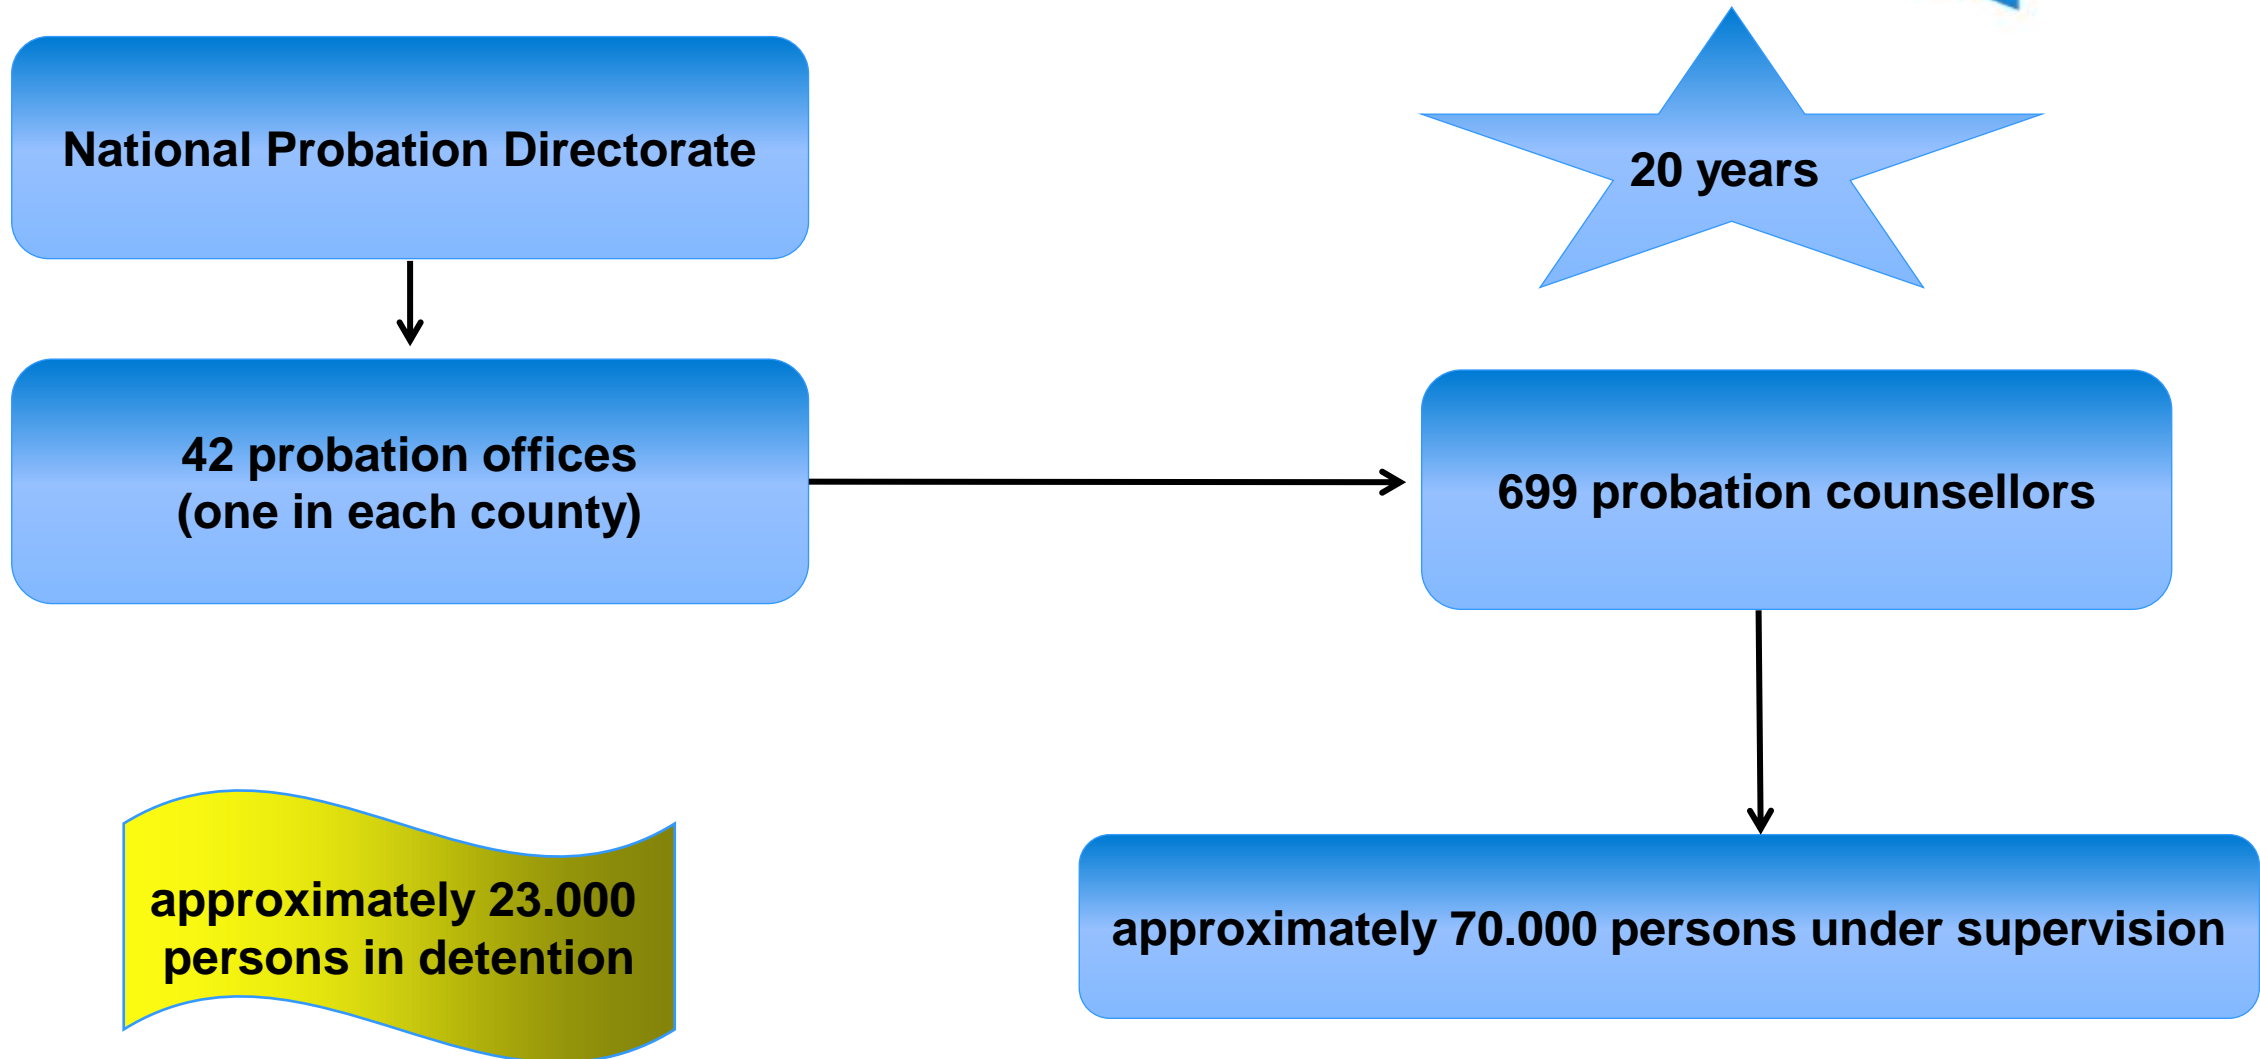 National Probation Directorate
20 years
42 probation offices
(one in each county)
699 probation counsellors
approximately 23.000
persons in detention
approximately 70.000 persons under supervision